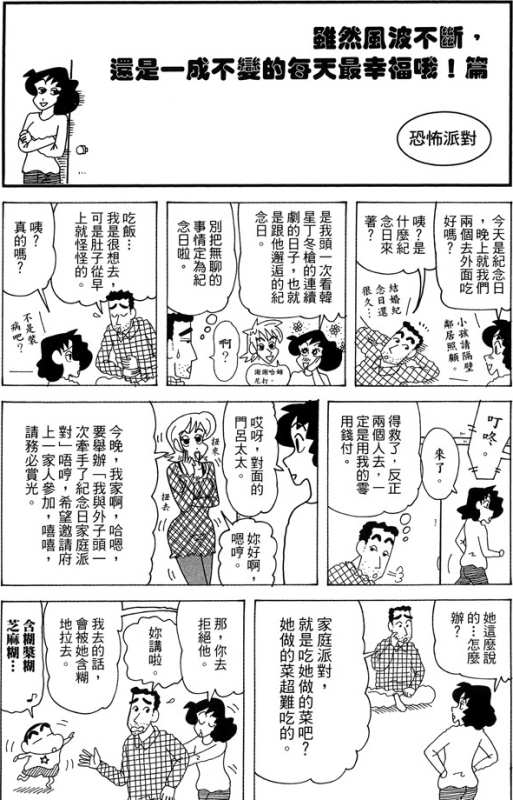 雖然風波不斷，
還是一成不變的每天最幸福哦！篇
恐怖派對
今天是紀念日
，晚上就我們
兩個去外面吃
好嗎？
小孩請隔壁
鄰居照顧。
咦？是
什麼紀
念日來
著？
結婚紀
念日還
很久…
是我頭一次看韓
星丁冬槍的連續
劇的日子，也就
是跟他邂逅的紀
念日。
別把無聊的
事情定為紀
念日啦。
啊？
吃飯…
我是很想去，
可是肚子從早
上就怪怪的。
咦？
真的嗎？
不是裝
病吧？
叮咚。
來了。
得救了，反正
兩個人去，一
定是用我的零
用錢付。
哎呀，對面的
門呂太太。
妳好啊，
嗯哼。
扭來
扭去
今晚，我家啊，哈嗯，
要舉辦「我與外子頭一
次牽手了紀念日家庭派
對」唔哼，希望邀請府
上一家人參加，嘻嘻，
請務必賞光。
她這麼說
的…怎麼
辦？
家庭派對，
就是吃她做的菜吧？
她做的菜超難吃的。
那，你去
拒絕他。
妳講啦。
我去的話，
會被她含糊
地拉去。
含糊漿糊
芝麻糊…